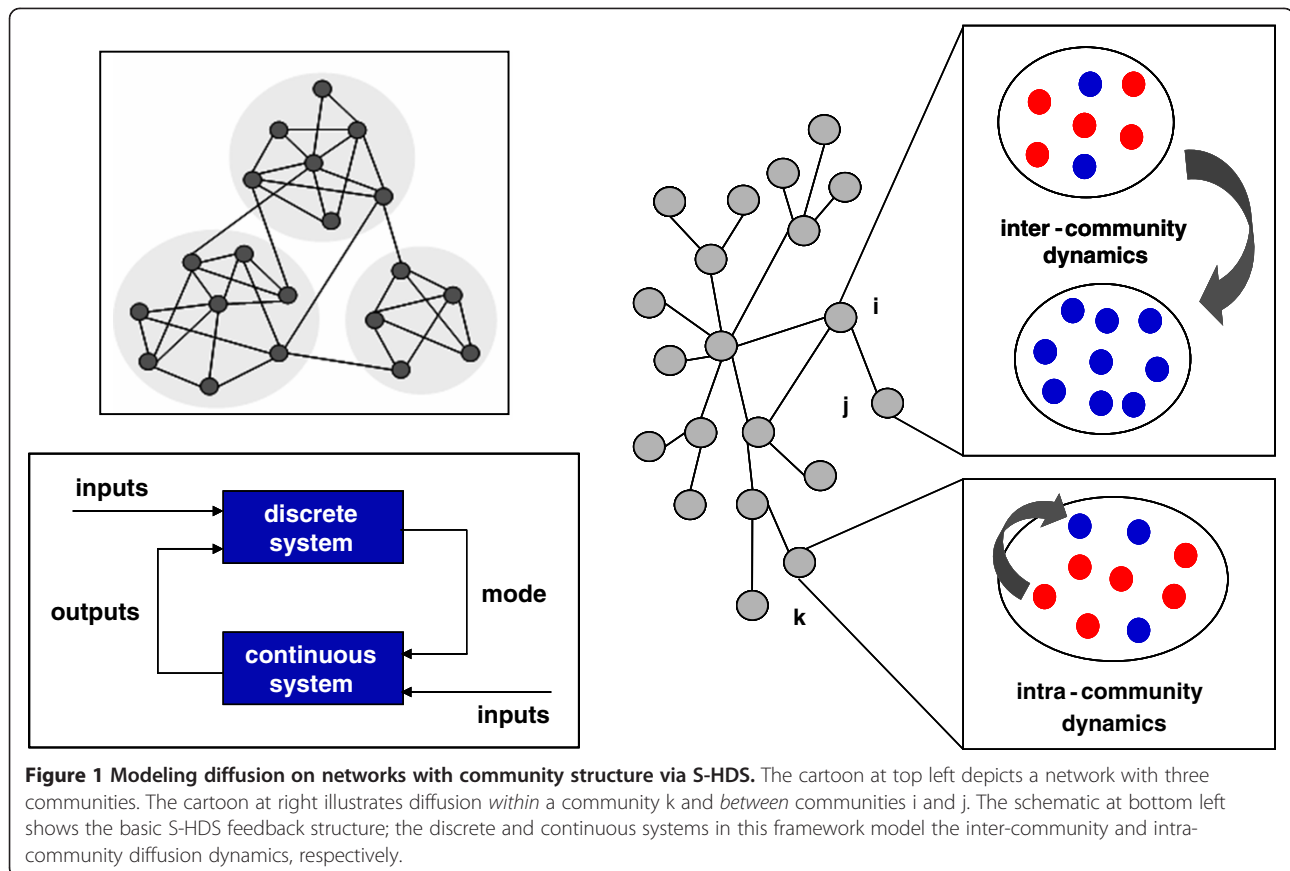 inter - community
dynamics
i
j
k
inputs
discrete
system
mode
outputs
continuous
system
inputs
intra - community
dynamics
Figure 1 Modeling diffusion on networks with community structure via S-HDS. The cartoon at top left depicts a network with three
communities. The cartoon at right illustrates diffusion within a community k and between communities i and j. The schematic at bottom left
shows the basic S-HDS feedback structure; the discrete and continuous systems in this framework model the inter-community and intra-
community diffusion dynamics, respectively.